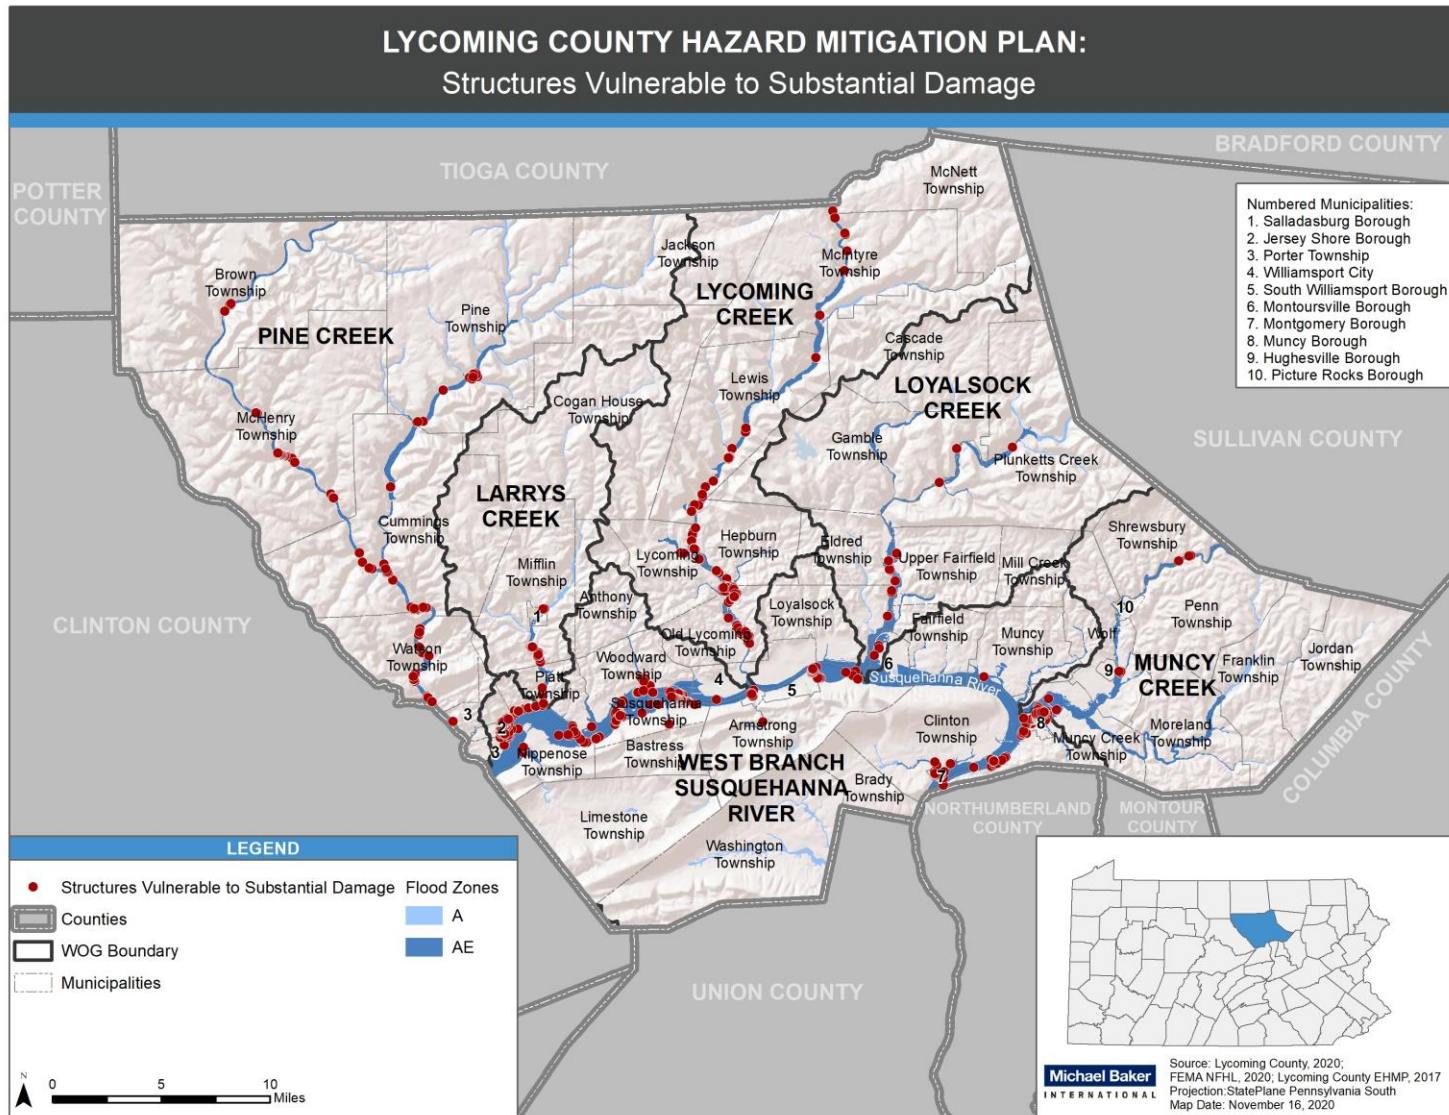 LYCOMING COUNTY HAZARD MITIGATION PLAN:
Structures Vulnerable to Substantial Damage
BRADFORD COUNTY
TIOGA COUNTY
POTTER
COUNTY
McNett
Township
Numbered Municipalities:
1. Salladasburg Borough
2. Jersey Shore Borough
3. Porter Township
4. Williamsport City
5. South Williamsport Borough
6. Montoursville Borough
7. Montgomery Borough
8. Muncy Borough
9. Hughesville Borough
10. Picture Rocks Borough
Jackson
Township
McIntyre
Township
Brown
Township
LYCOMING
CREEK
Pine
Township
PINE CREEK
Cascade
Township
Lewis
Township
LOYALSOCK
CREEK
Cogan House
Township
McHenry
Township
SULLIVAN COUNTY
Gamble
Township
Plunketts Creek
Township
LARRYS
CREEK
Cummings
Township
Shrewsbury
Township
Hepburn
Township
Eldred
Township
Lycoming
Township
Upper Fairfield
Township
Mill Creek
Township
Mifflin
Township
Anthony
Township
Loyalsock
Township
1
10
Penn
Township
CLINTON COUNTY
Old Lycoming
Township
Fairfield
Township
Muncy
Township
Wolf
Jordan
Township
Watson
Township
Woodward
Township
6
9
MUNCY
CREEK
Franklin
Township
Piatt
Township
4
5
Susquehanna River
Susquehanna
Township
3
2
3
Armstrong
Township
Clinton
Township
8
Moreland
Township
Muncy Creek
Township
Nippenose
Township
Bastress
Township
WEST BRANCH
SUSQUEHANNA
RIVER
7
Brady
Township
COLUMBIA COUNTY
NORTHUMBERLAND
COUNTY
MONTOUR
COUNTY
Limestone
Township
Washington
Township
UNION COUNTY
LEGEND
Structures Vulnerable to Substantial Damage
Counties
WOG Boundary
Municipalities
Flood Zones
A
AE
N
0 5 10
Miles
Michael Baker
INTERNATIONAL
Source: Lycoming County, 2020;
FEMA NFHL, 2020; Lycoming County EHMP, 2017
Projection:StatePlane Pennsylvania South
Map Date: November 16, 2020